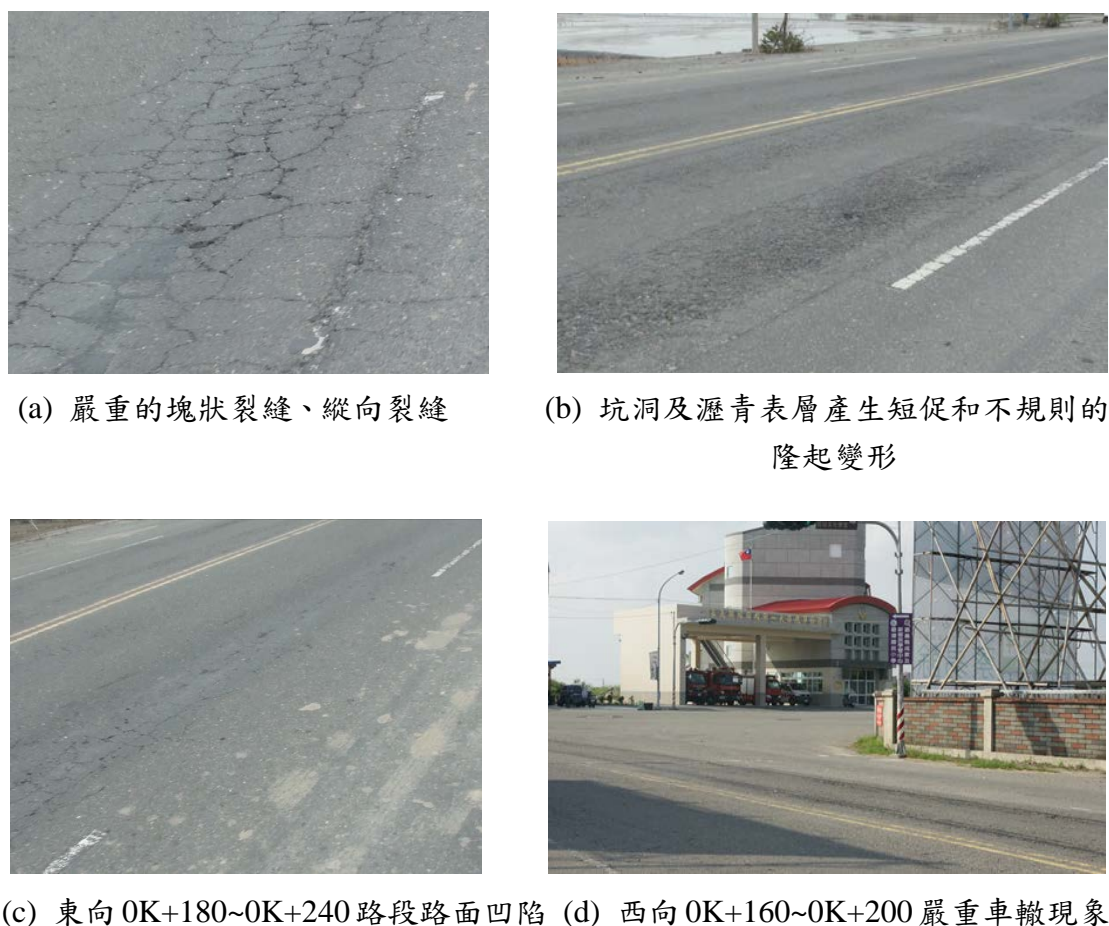 (a) 嚴重的塊狀裂縫、縱向裂縫
(b) 坑洞及瀝青表層產生短促和不規則的
隆起變形
(c) 東向 0K+180~0K+240 路段路面凹陷
(d) 西向 0K+160~0K+200 嚴重車轍現象